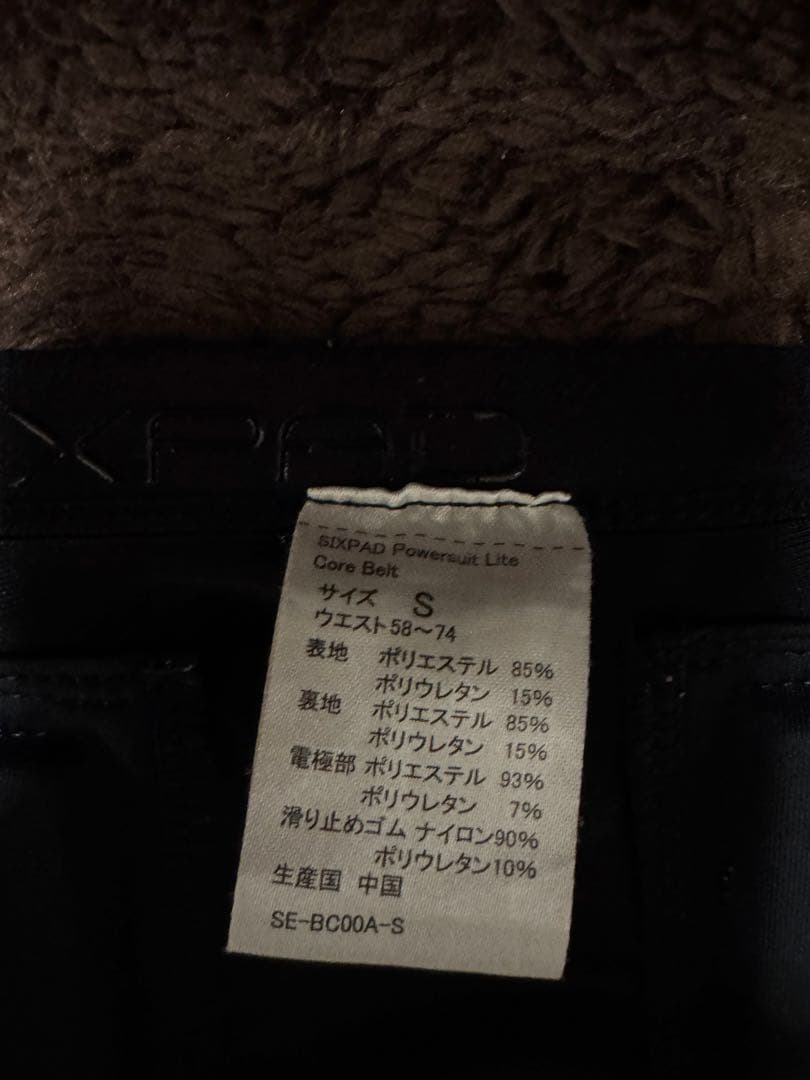 XPAD
SIXPAD Powersuit Lite
Core Belt
サイズ S
ウエスト58～74
表地 ポリエステル 85%
ポリウレタン 15%
裏地 ポリエステル 85%
ポリウレタン 15%
電極部 ポリエステル 93%
ポリウレタン 7%
滑り止めゴム ナイロン90%
ポリウレタン10%
生産国 中国
SE-BC00A-S